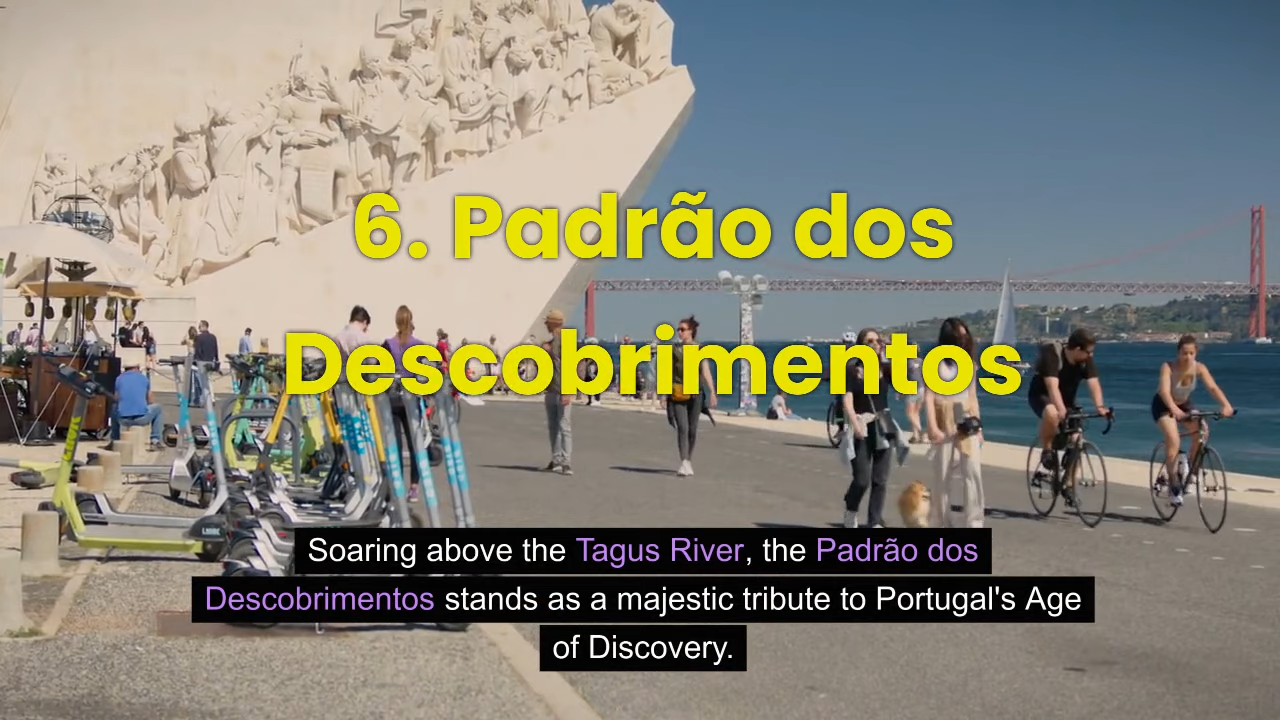 6. Padrão dos
Descobrimentos
Soaring above the Tagus River, the Padrão dos
Descobrimentos stands as a majestic tribute to Portugal's Age
of Discovery.